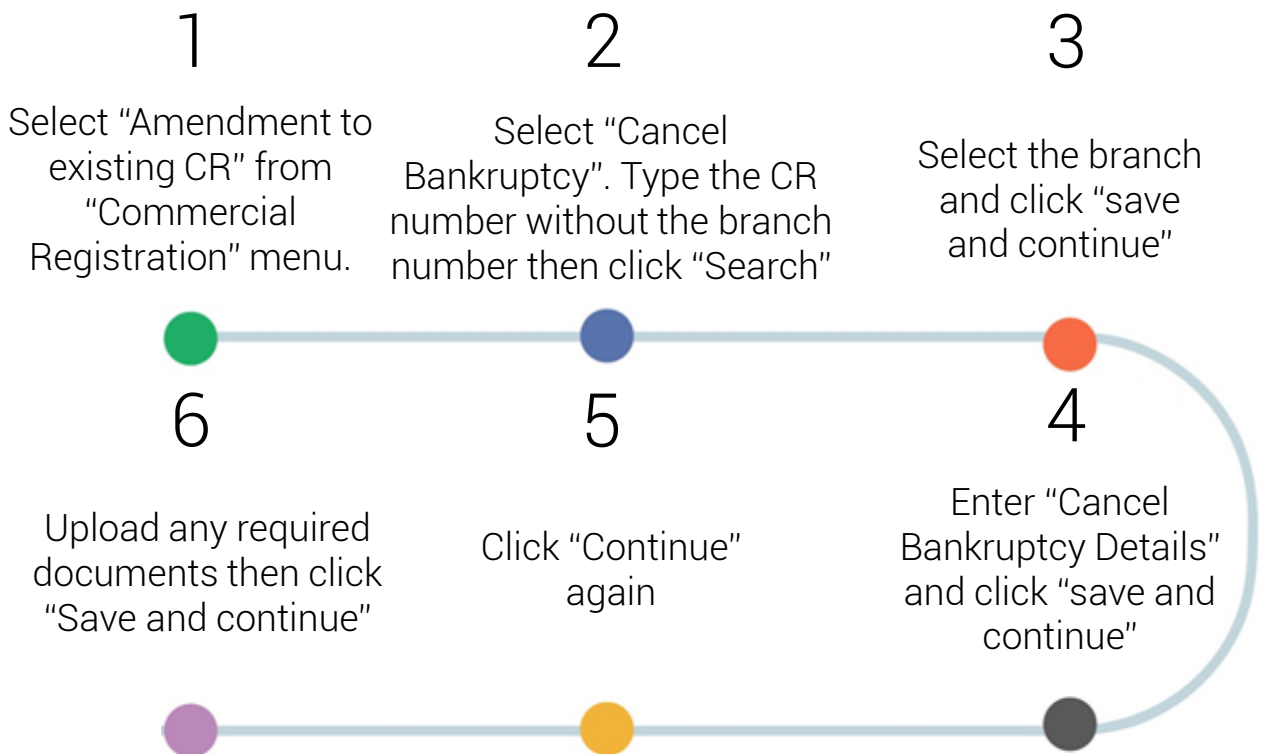 1
Select “Amendment to
existing CR” from
“Commercial
Registration” menu.
2
Select “Cancel
Bankruptcy”. Type the CR
number without the branch
number then click “Search”
3
Select the branch
and click “save
and continue”
4
Enter “Cancel
Bankruptcy Details”
and click “save and
continue”
5
Click “Continue”
again
6
Upload any required
documents then click
“Save and continue”